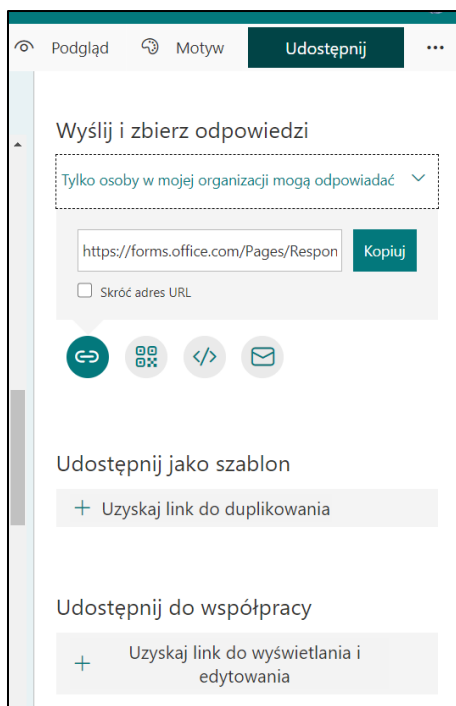 Podgląd Motyw Udostępnij
Wyślij i zbierz odpowiedzi
Tylko osoby w mojej organizacji mogą odpowiadać
https://forms.office.com/Pages/Respon Kopiuj
Skróć adres URL
Udostępnij jako szablon
+ Uzyskaj link do duplikowania
Udostępnij do współpracy
+ Uzyskaj link do wyświetlania i
edytowania